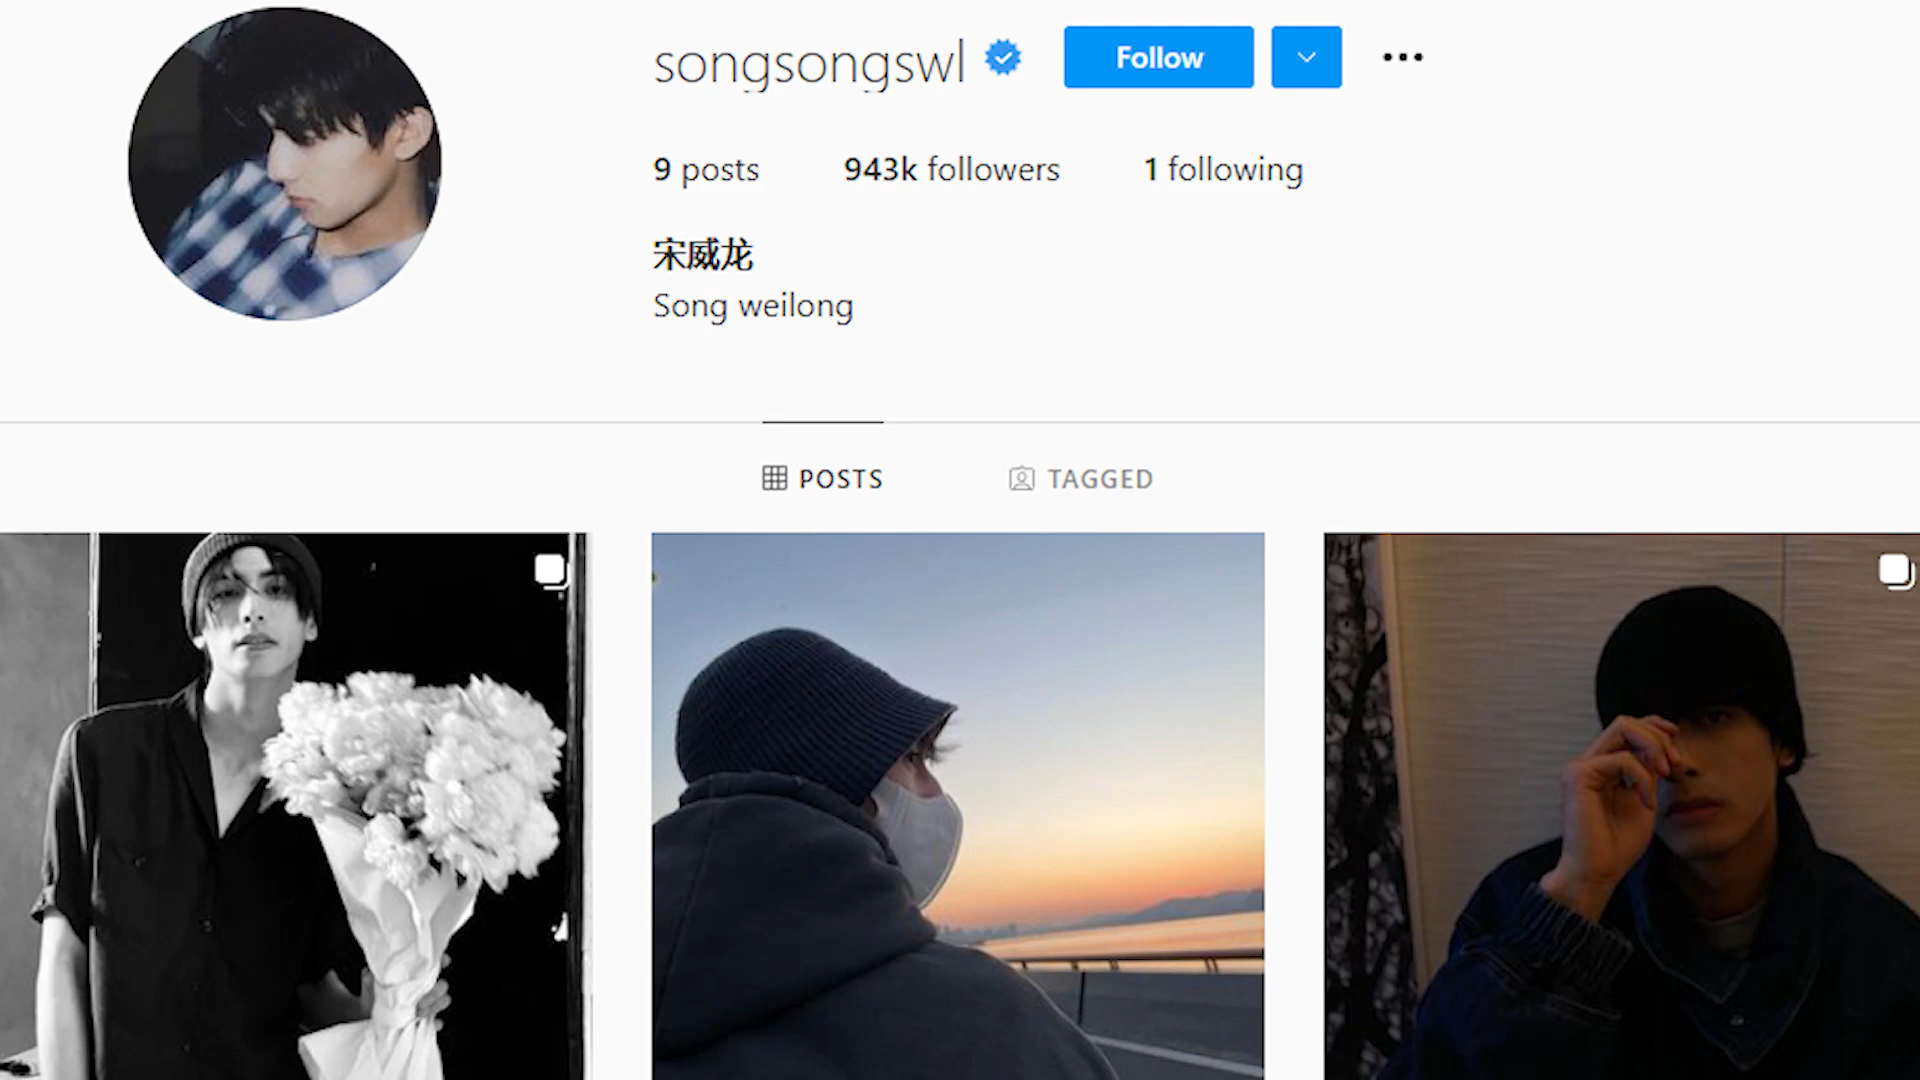 songsongswl
Follow
9 posts 943k followers 1 following
宋威龙
Song weilong
POSTS TAGGED